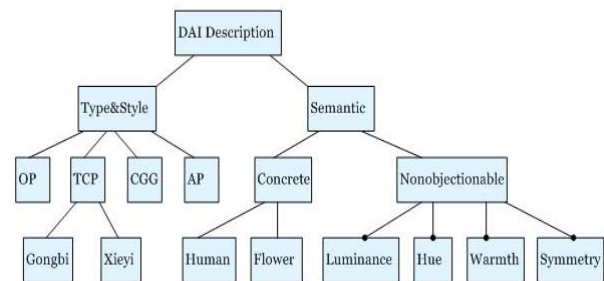 DAI Description
Type&Style
Semantic
OP
TCP
CGG
AP
Concrete
Nonobjectionable
Gongbi
Xieyi
Human
Flower
Luminance
Hue
Warmth
Symmetry